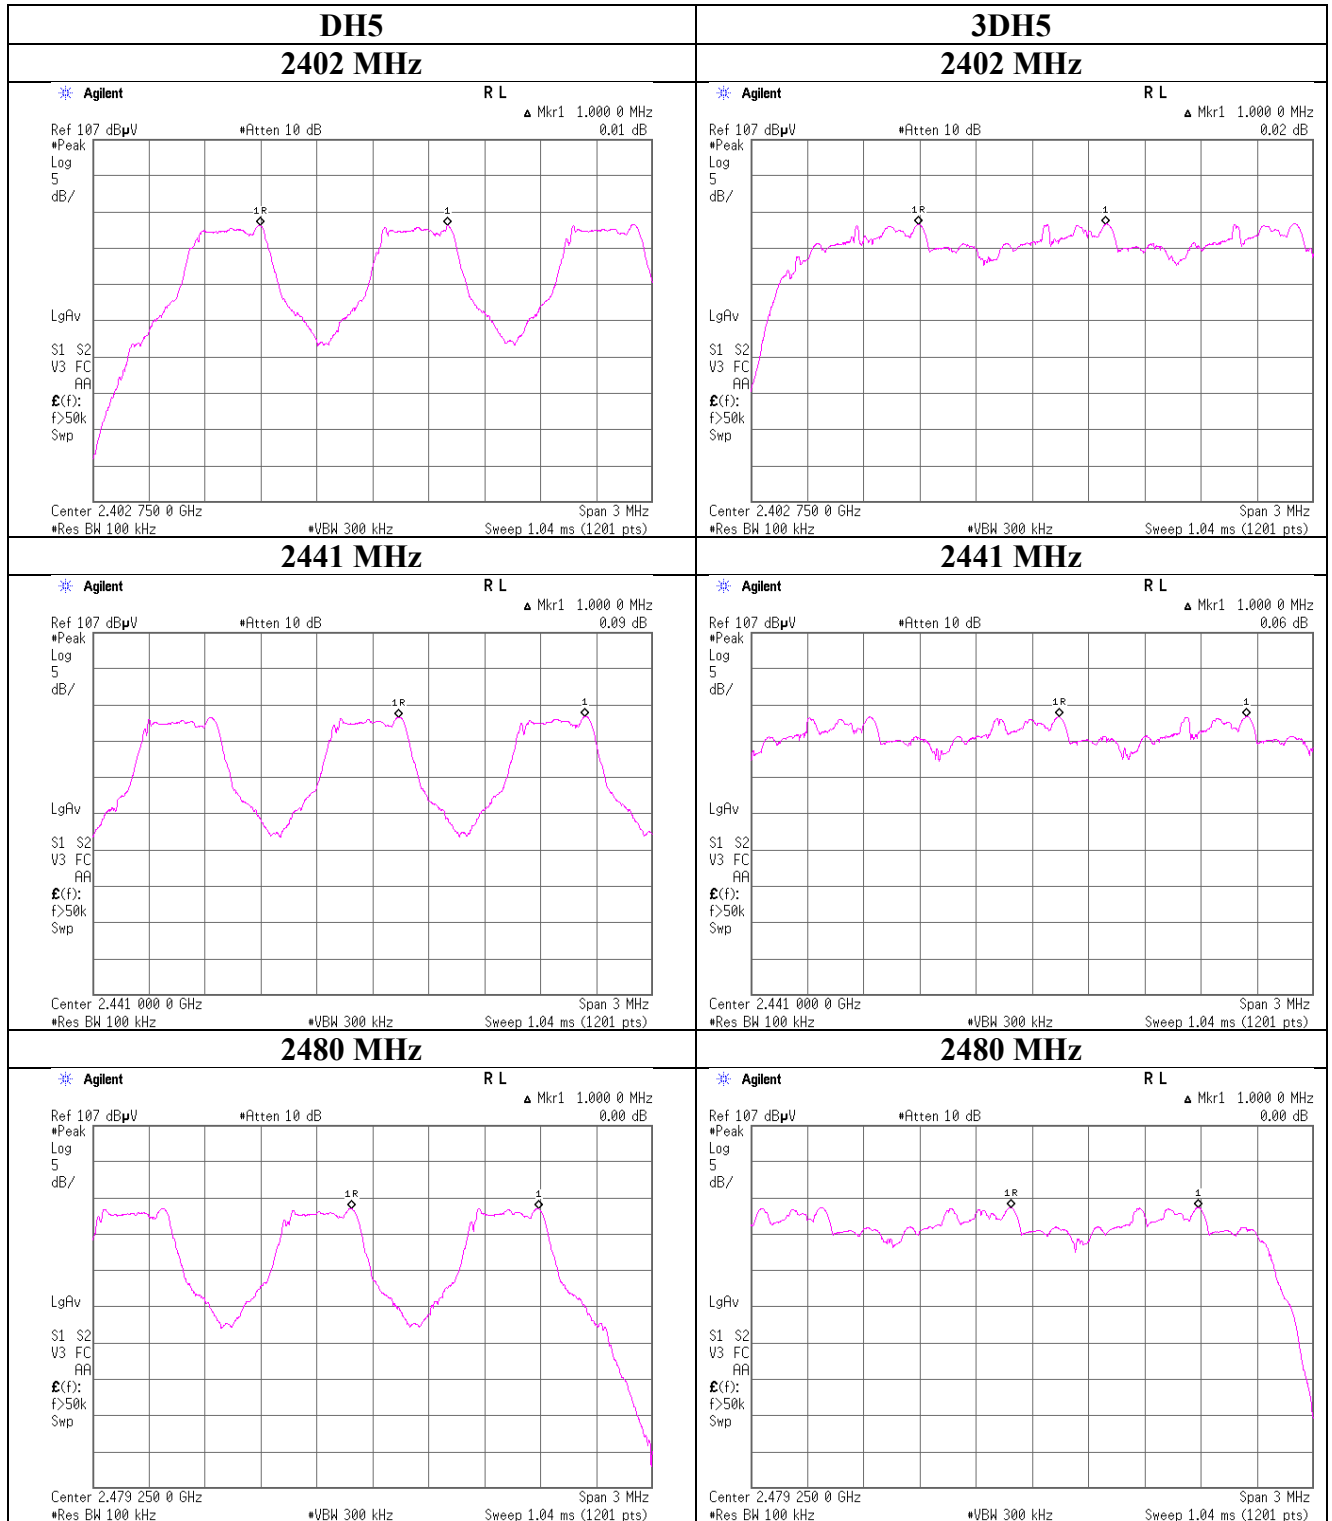 DH5 3DH5
2402 MHz 2402 MHz
Agilent R L
Δ Mkr1 1.000 0 MHz
Ref 107 dBµV #Atten 10 dB 0.01 dB
#Peak
Log
5
dB/
1R 1
LgAv
S1 S2
V3 FC
AA
£(f):
f>50k
Swp
Center 2.402 750 0 GHz Span 3 MHz
#Res BW 100 kHz #VBW 300 kHz Sweep 1.04 ms (1201 pts)
Agilent R L
Δ Mkr1 1.000 0 MHz
Ref 107 dBµV #Atten 10 dB 0.02 dB
#Peak
Log
5
dB/
1R 1
LgAv
S1 S2
V3 FC
AA
£(f):
f>50k
Swp
Center 2.402 750 0 GHz Span 3 MHz
#Res BW 100 kHz #VBW 300 kHz Sweep 1.04 ms (1201 pts)
2441 MHz 2441 MHz
Agilent R L
Δ Mkr1 1.000 0 MHz
Ref 107 dBµV #Atten 10 dB 0.09 dB
#Peak
Log
5
dB/
1R 1
LgAv
S1 S2
V3 FC
AA
£(f):
f>50k
Swp
Center 2.441 000 0 GHz Span 3 MHz
#Res BW 100 kHz #VBW 300 kHz Sweep 1.04 ms (1201 pts)
Agilent R L
Δ Mkr1 1.000 0 MHz
Ref 107 dBµV #Atten 10 dB 0.06 dB
#Peak
Log
5
dB/
1R 1
LgAv
S1 S2
V3 FC
AA
£(f):
f>50k
Swp
Center 2.441 000 0 GHz Span 3 MHz
#Res BW 100 kHz #VBW 300 kHz Sweep 1.04 ms (1201 pts)
2480 MHz 2480 MHz
Agilent R L
Δ Mkr1 1.000 0 MHz
Ref 107 dBµV #Atten 10 dB 0.00 dB
#Peak
Log
5
dB/
1R 1
LgAv
S1 S2
V3 FC
AA
£(f):
f>50k
Swp
Center 2.479 250 0 GHz Span 3 MHz
#Res BW 100 kHz #VBW 300 kHz Sweep 1.04 ms (1201 pts)
Agilent R L
Δ Mkr1 1.000 0 MHz
Ref 107 dBµV #Atten 10 dB 0.00 dB
#Peak
Log
5
dB/
1R 1
LgAv
S1 S2
V3 FC
AA
£(f):
f>50k
Swp
Center 2.479 250 0 GHz Span 3 MHz
#Res BW 100 kHz #VBW 300 kHz Sweep 1.04 ms (1201 pts)